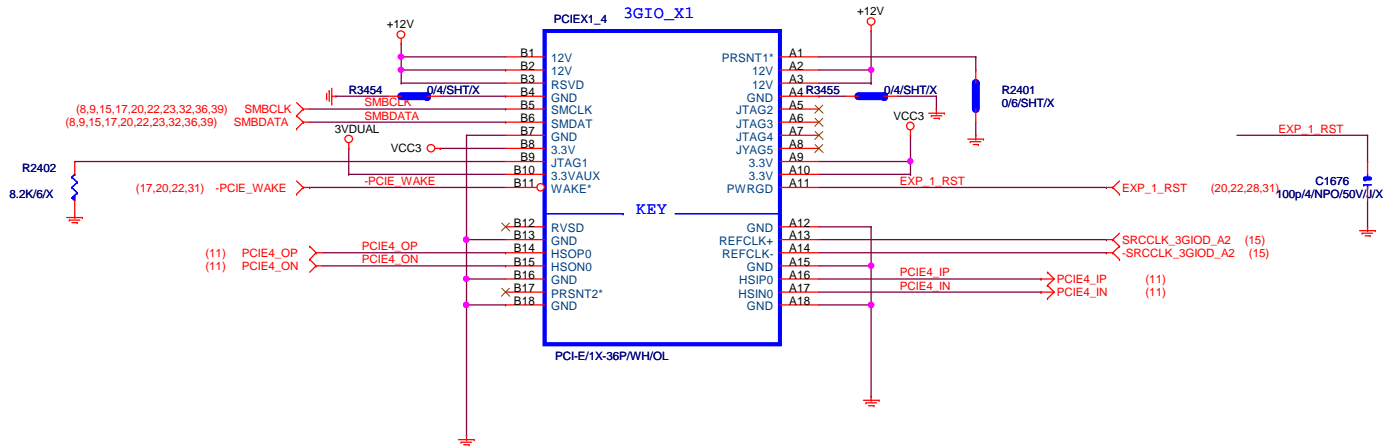 3GIO_X1
PCIEX1_4
+12V
+12V
B1 12V PRSNT1* A1
B2 12V 12V A2
B3 RSVD 12V A3
R3454 0/4/SHT/X B4 GND GND A4 R3455 0/4/SHT/X
R2401
0/6/SHT/X
(8,9,15,17,20,22,23,32,36,39) SMBCLK SMBCLK B5 SMCLK JTAG2 A5
(8,9,15,17,20,22,23,32,36,39) SMBDATA SMBDATA B6 SMDAT JTAG3 A6
3VDUAL B7 GND JTAG4 A7 VCC3
VCC3 B8 3.3V JYAG5 A8
B9 JTAG1 3.3V A9
B10 3.3VAUX 3.3V A10
R2402
8.2K/6/X
(17,20,22,31) -PCIE_WAKE -PCIE_WAKE B11 WAKE* PWRGD A11 EXP_1_RST EXP_1_RST (20,22,28,31)
EXP_1_RST
C1676
100p/4/NPO/50V/J/X
KEY
B12 RVSD GND A12
B13 GND REFCLK+ A13 SRCCLK_3GIOD_A2 (15)
(11) PCIE4_OP PCIE4_OP B14 HSOP0 REFCLK- A14 -SRCCLK_3GIOD_A2 (15)
(11) PCIE4_ON PCIE4_ON B15 HSON0 GND A15
B16 GND HSIP0 A16 PCIE4_IP PCIE4_IP (11)
B17 PRSNT2* HSIN0 A17 PCIE4_IN PCIE4_IN (11)
B18 GND GND A18
PCI-E/1X-36P/WH/OL